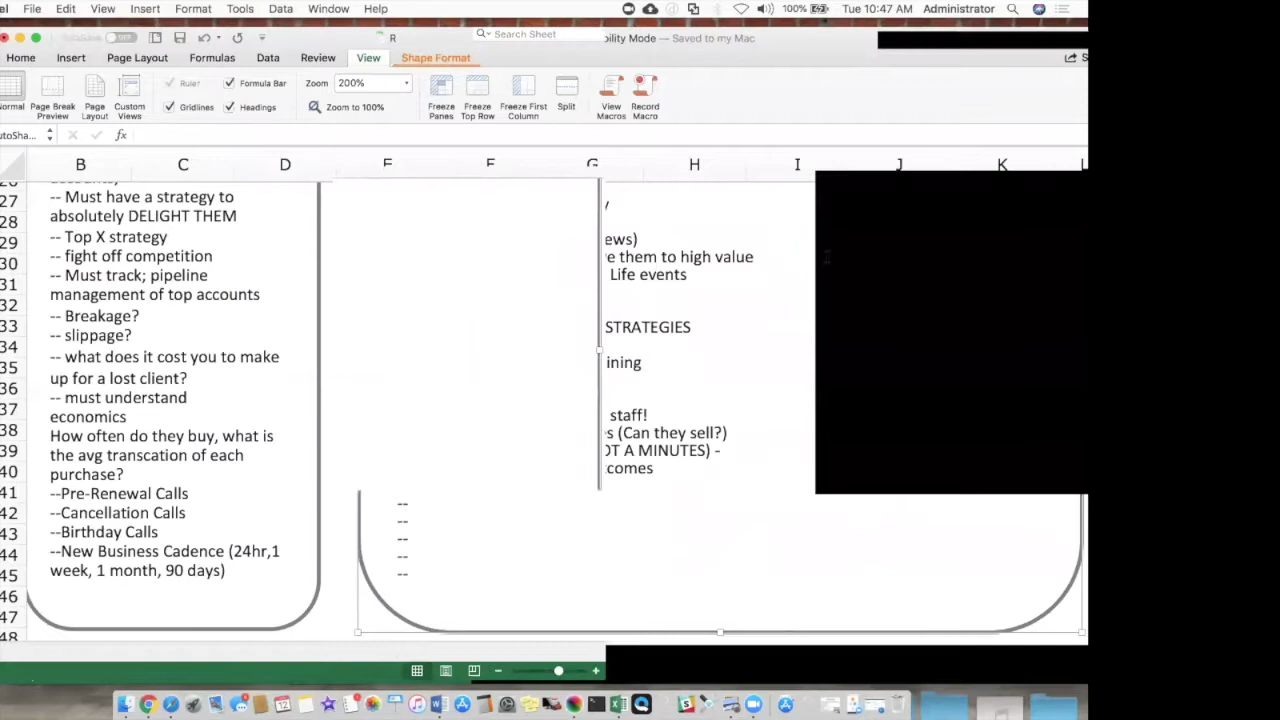 File Edit View Insert Format Tools Data Window Help 100% Tue 10:47 AM Administrator
OFF R Search Sheet bility Mode — Saved to my Mac
Home Insert Page Layout Formulas Data Review View Shape Format
Ruler Formula Bar Zoom 200%
Gridlines Headings Zoom to 100%
Normal Page Break Preview Page Layout Custom Views Freeze Panes Freeze Top Row Freeze First Column Split View Macros Record Macro
utoSha... fx
B C D G H I J K L
27
28
29
30
31
32
33
34
35
36
37
38
39
40
41
42
43
44
45
46
47
48
-- Must have a strategy to
absolutely DELIGHT THEM
-- Top X strategy
-- fight off competition
-- Must track; pipeline
management of top accounts
-- Breakage?
-- slippage?
-- what does it cost you to make
up for a lost client?
-- must understand
economics
How often do they buy, what is
the avg transcation of each
purchase?
--Pre-Renewal Calls
--Cancellation Calls
--Birthday Calls
--New Business Cadence (24hr,1
week, 1 month, 90 days)
ews)
e them to high value
Life events
STRATEGIES
ining
staff!
s (Can they sell?)
OT A MINUTES) -
comes
--
--
--
--
--